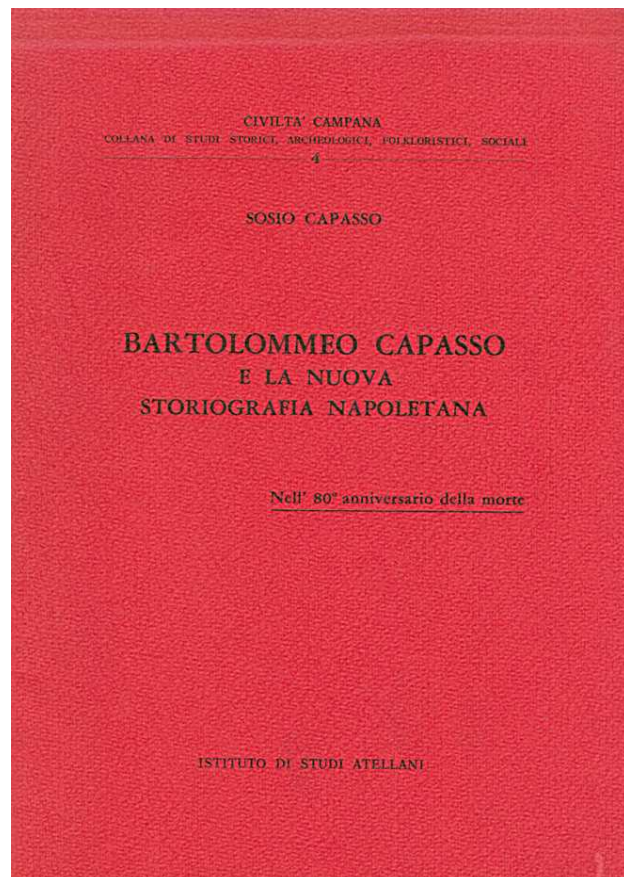 CIVILTA' CAMPANA
COLLANA DI STUDI STORICI, ARCHEOLOGICI, FOLKLORISTICI, SOCIALI
4
SOSIO CAPASSO
BARTOLOMMEO CAPASSO
E LA NUOVA
STORIOGRAFIA NAPOLETANA
Nell' 80º anniversario della morte
ISTITUTO DI STUDI ATELLANI